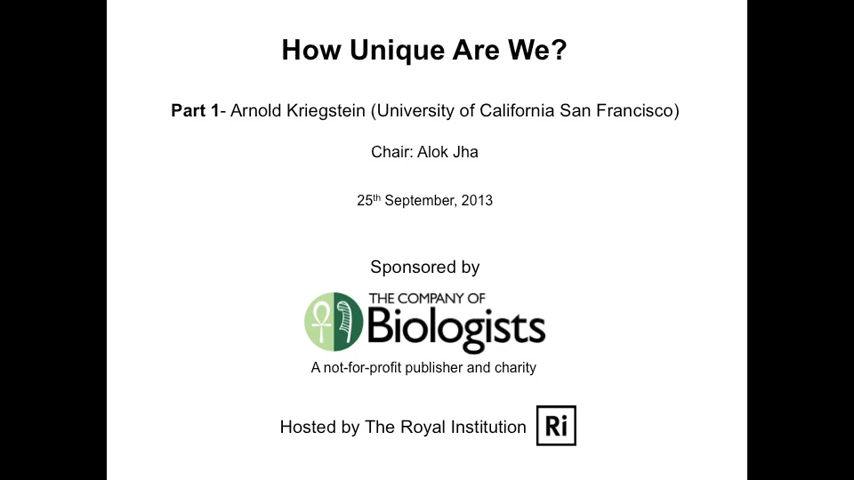 How Unique Are We?
Part 1- Arnold Kriegstein (University of California San Francisco)
Chair: Alok Jha
25th September, 2013
Sponsored by
THE COMPANY OF
Biologists
A not-for-profit publisher and charity
Hosted by The Royal Institution Ri